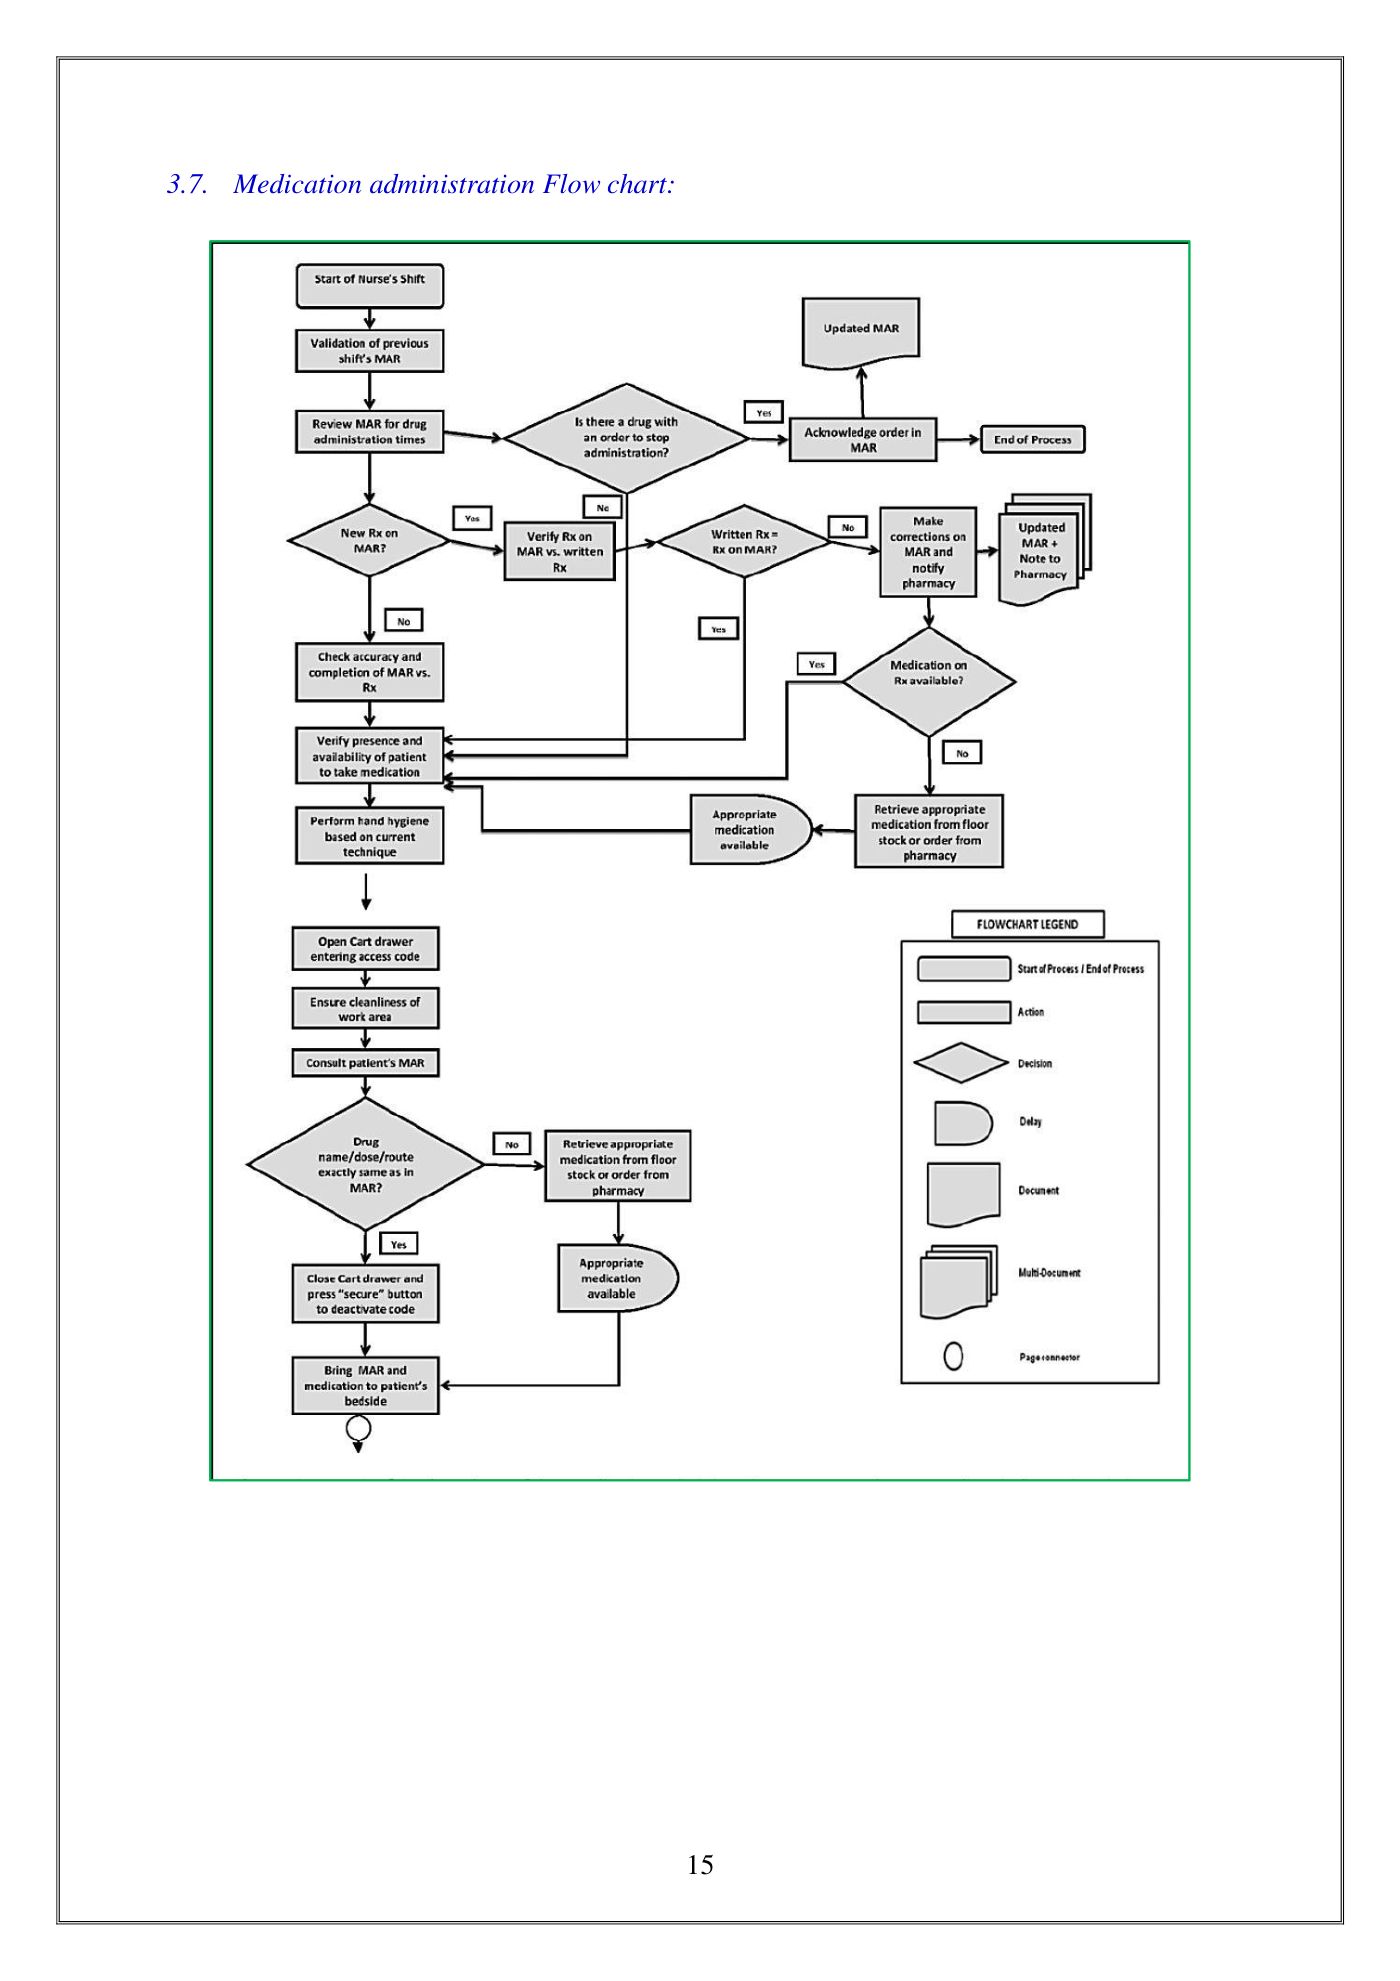 3.7. Medication administration Flow chart:
Start of Nurse's Shift
Validation of previous
shift's MAR
Review MAR for drug
administration times
Is there a drug with
an order to stop
administration?
Yes
Acknowledge order in
MAR
Updated MAR
End of Process
No
New Rx on
MAR?
Yes
Verify Rx on
MAR vs. written
Rx
Written Rx =
Rx on MAR?
No
Make
corrections on
MAR and
notify
pharmacy
Updated
MAR +
Note to
Pharmacy
Yes
No
Check accuracy and
completion of MAR vs.
Rx
Medication on
Rx available?
Yes
No
Verify presence and
availability of patient
to take medication
Retrieve appropriate
medication from floor
stock or order from
pharmacy
Appropriate
medication
available
Perform hand hygiene
based on current
technique
Open Cart drawer
entering access code
Ensure cleanliness of
work area
Consult patient's MAR
Drug
name/dose/route
exactly same as in
MAR?
No
Retrieve appropriate
medication from floor
stock or order from
pharmacy
Appropriate
medication
available
Yes
Close Cart drawer and
press "secure" button
to deactivate code
Bring MAR and
medication to patient's
bedside
FLOWCHART LEGEND
Start of Process / End of Process
Action
Decision
Delay
Document
Multi-Document
Page connector
15